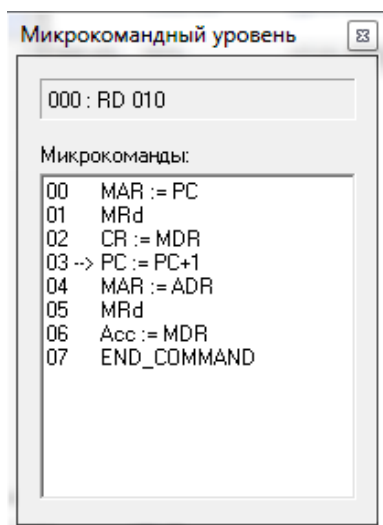 Микрокомандный уровень
000 : RD 010
Микрокоманды:
00 MAR := PC
01 MRd
02 CR := MDR
03 --> PC := PC+1
04 MAR := ADR
05 MRd
06 Acc := MDR
07 END_COMMAND